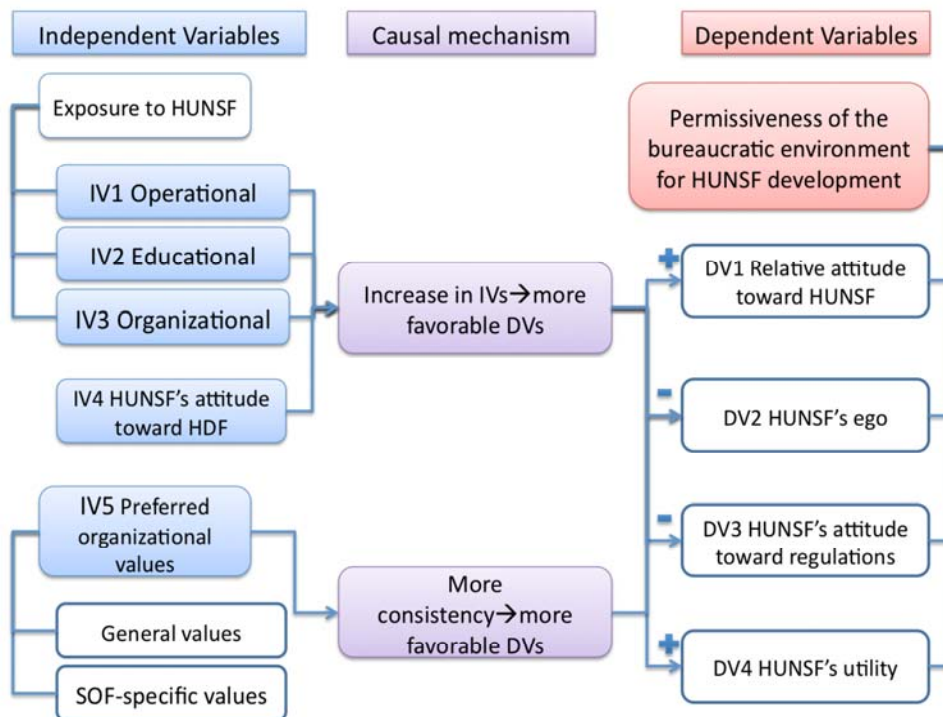 Independent Variables
Causal mechanism
Dependent Variables
Exposure to HUNSF
IV1 Operational
IV2 Educational
IV3 Organizational
IV4 HUNSF's attitude
toward HDF
IV5 Preferred
organizational
values
General values
SOF-specific values
Increase in IVs→more
favorable DVs
More
consistency→more
favorable DVs
Permissiveness of the
bureaucratic environment
for HUNSF development
+
DV1 Relative attitude
toward HUNSF
-
DV2 HUNSF's ego
-
DV3 HUNSF's attitude
toward regulations
+
DV4 HUNSF's utility